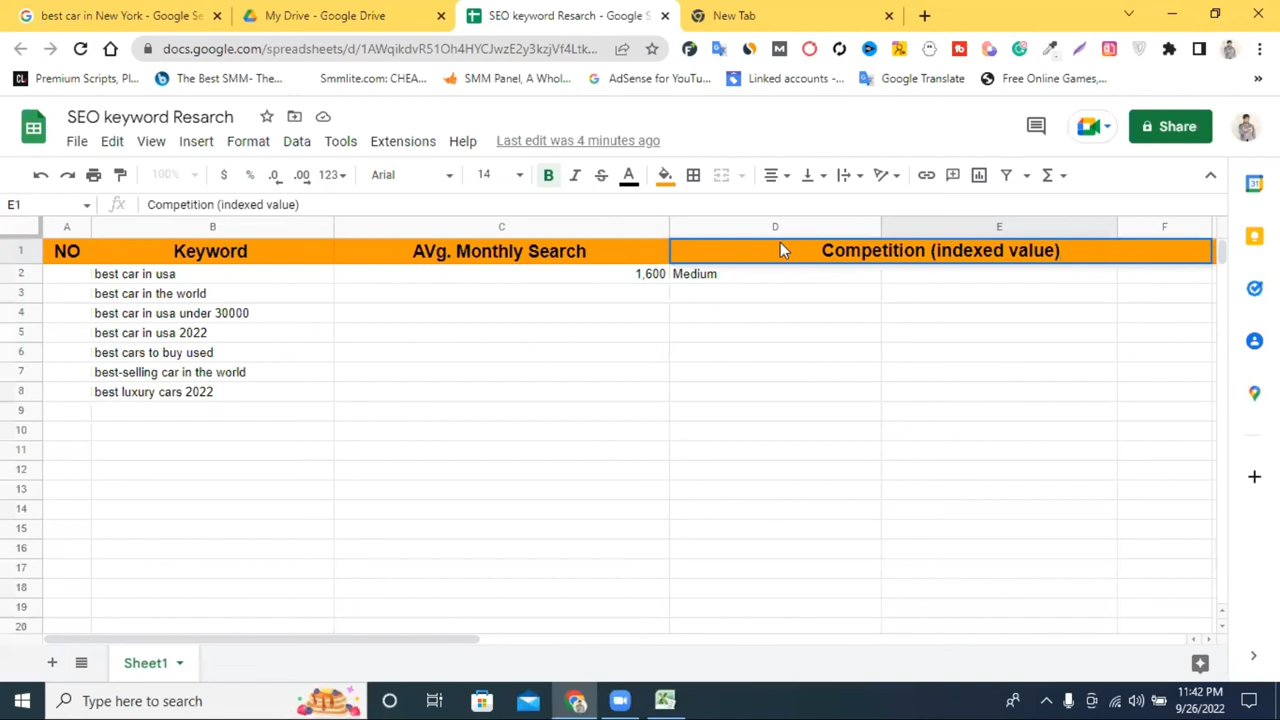 best car in New York - Google Se
My Drive - Google Drive
SEO keyword Resarch - Google S
New Tab
docs.google.com/spreadsheets/d/1AWqikdvR51Oh4HYCJwzE2y3kzjVf4Ltk...
Premium Scripts, Pl...
The Best SMM- The...
Smmlite.com: CHEA...
SMM Panel, A Whol...
AdSense for YouTu...
Linked accounts -...
Google Translate
Free Online Games,...
SEO keyword Resarch
File Edit View Insert Format Data Tools Extensions Help Last edit was 4 minutes ago
Share
100% $ % .0 .00 123 Arial 14 B I S A
E1 fx Competition (indexed value)
A B C D E F
1 NO Keyword AVg. Monthly Search Competition (indexed value)
2 best car in usa 1,600 Medium
3 best car in the world
4 best car in usa under 30000
5 best car in usa 2022
6 best cars to buy used
7 best-selling car in the world
8 best luxury cars 2022
9
10
11
12
13
14
15
16
17
18
19
20
Sheet1
Type here to search
11:42 PM
9/26/2022